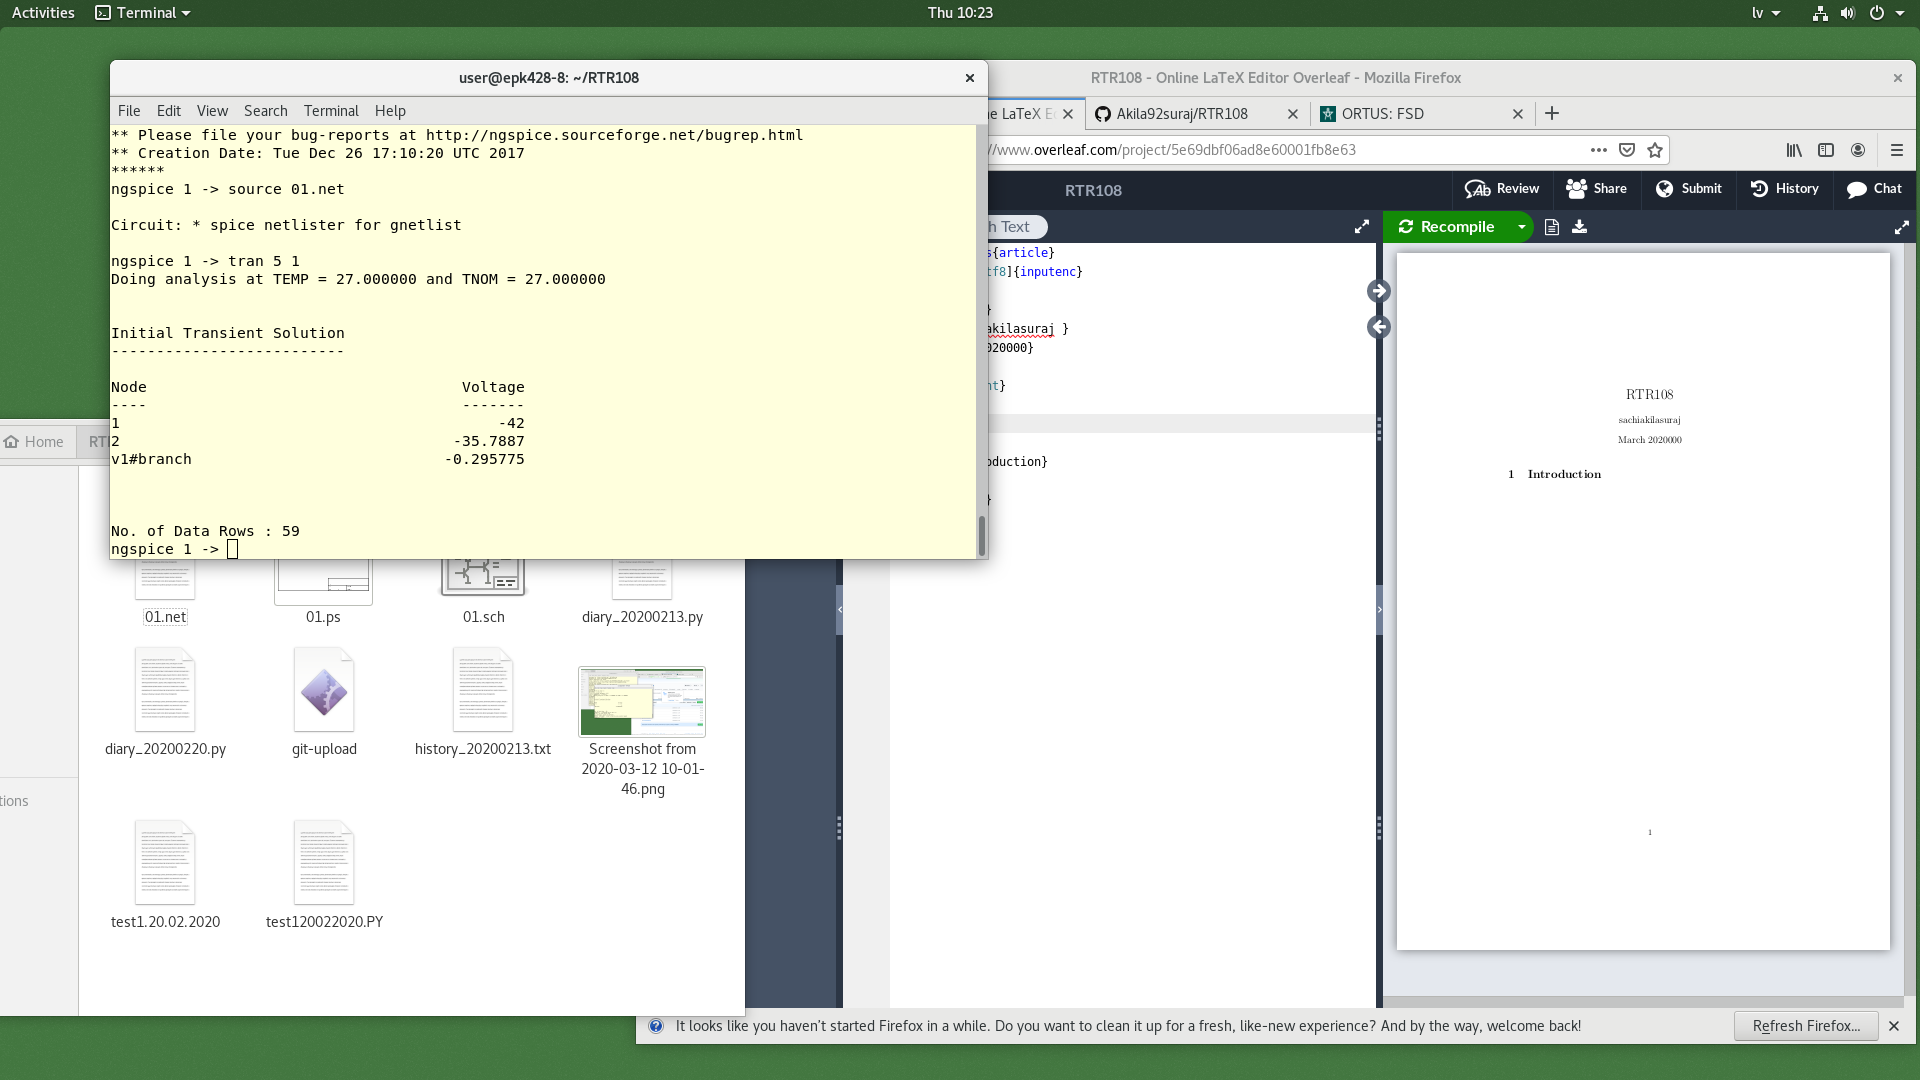 Activities
Terminal
Thu 10:23
lv
user@epk428-8: ~/RTR108
File Edit View Search Terminal Help
** Please file your bug-reports at http://ngspice.sourceforge.net/bugrep.html
** Creation Date: Tue Dec 26 17:10:20 UTC 2017
******
ngspice 1 -> source 01.net
Circuit: * spice netlister for gnetlist
ngspice 1 -> tran 5 1
Doing analysis at TEMP = 27.000000 and TNOM = 27.000000
Initial Transient Solution
--------------------------
Node Voltage
---- -------
1 -42
2 -35.7887
v1#branch -0.295775
No. of Data Rows : 59
ngspice 1 ->
RTR108 - Online LaTeX Editor Overleaf - Mozilla Firefox
ne LaTeX E
Akila92suraj/RTR108
ORTUS: FSD
//www.overleaf.com/project/5e69dbf06ad8e60001fb8e63
RTR108
Review
Share
Submit
History
Chat
h Text
Recompile
s{article}
tf8]{inputenc}
}
akilasuraj }
020000}
nt}
oduction}
}
RTR108
sachiakilasuraj
March 2020000
1 Introduction
1
Home
RT
tions
01.net
01.ps
01.sch
diary_20200213.py
diary_20200220.py
git-upload
history_20200213.txt
Screenshot from
2020-03-12 10-01-
46.png
test1.20.02.2020
test120022020.PY
It looks like you haven't started Firefox in a while. Do you want to clean it up for a fresh, like-new experience? And by the way, welcome back!
Refresh Firefox...